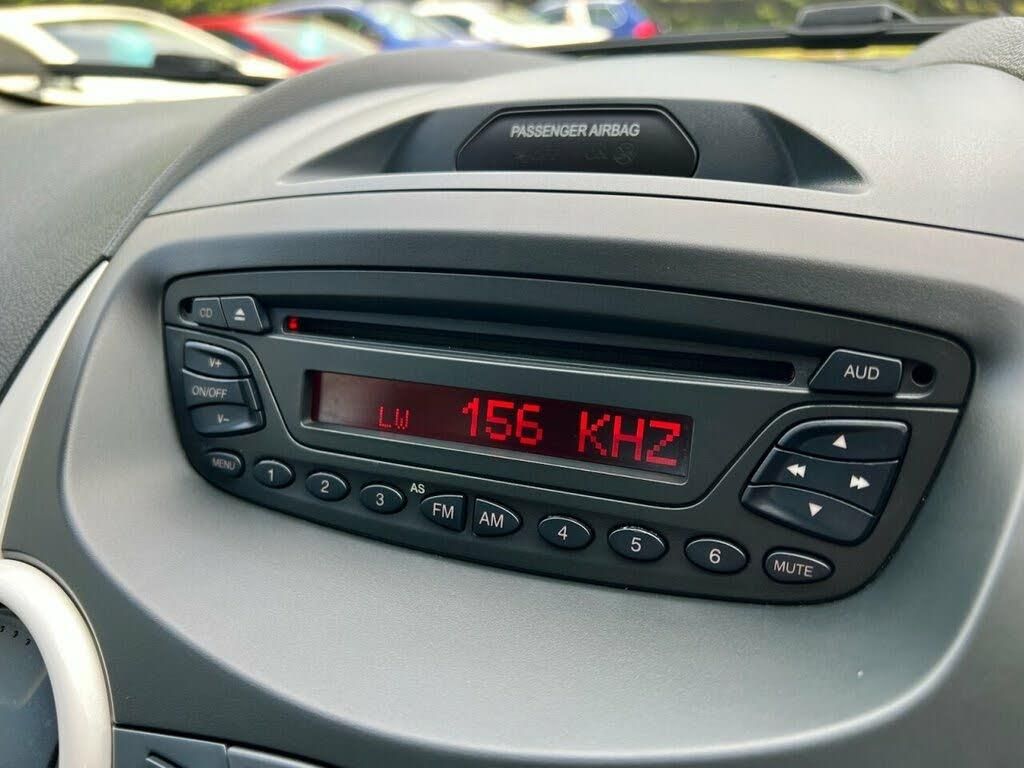 PASSENGER AIRBAG
CD
AUD
V+
ON/OFF
V-
LW 156 KHZ
MENU
1
2
3
AS
FM
AM
4
5
6
MUTE